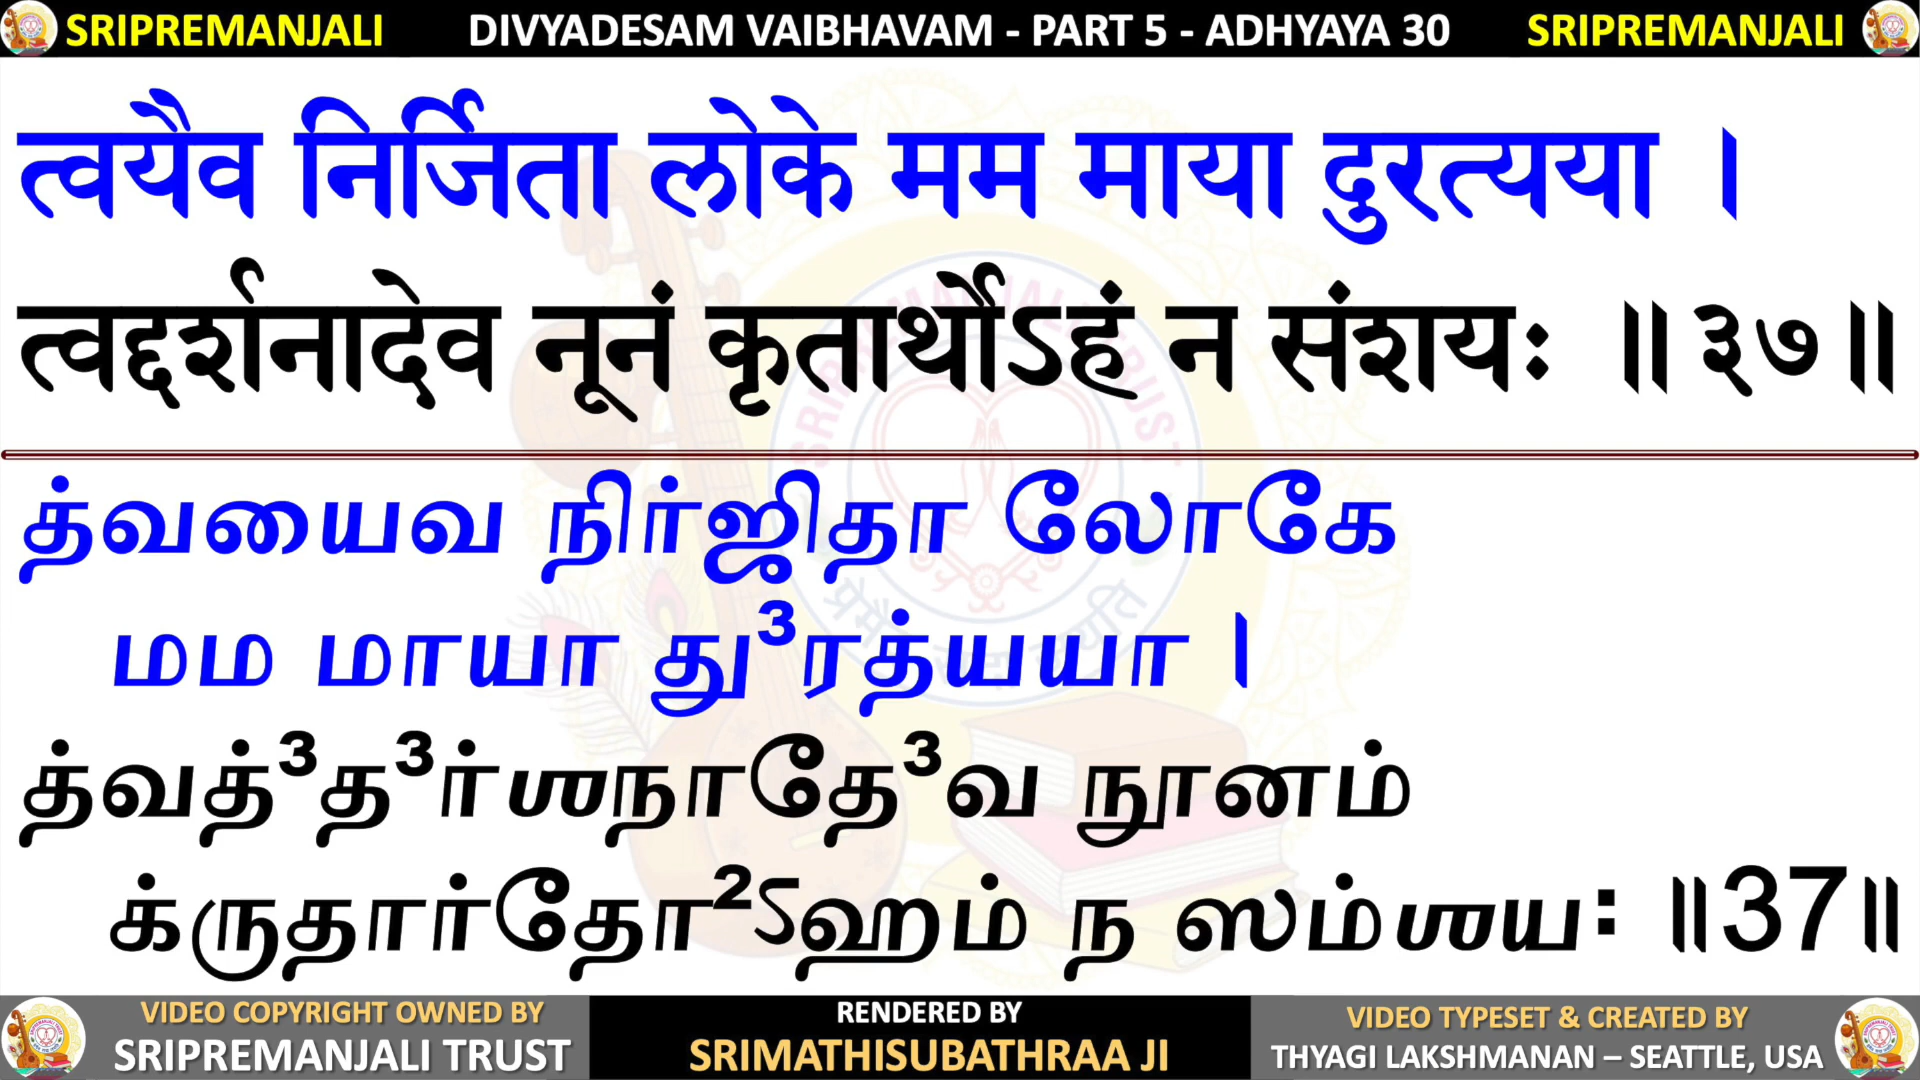 SRIPREMANJALI DIVYADESAM VAIBHAVAM - PART 5 - ADHYAYA 30 SRIPREMANJALI
त्वयैव निर्जिता लोके मम माया दुरत्यया ।
त्वद्दर्शनादेव नूनं कृतार्थोऽहं न संशयः ॥ ३७ ॥
த்வயைவ நிர்ஜிதா லோகே
மம மாயா து³ரத்யயா |
த்வத்³த³ர்ஶநாதே³வ நூனம்
க்ருதார்தோ²ऽஹம் ந ஸம்ஶய: ॥37॥
VIDEO COPYRIGHT OWNED BY
SRIPREMANJALI TRUST
RENDERED BY
SRIMATHISUBATHRAA JI
VIDEO TYPESET & CREATED BY
THYAGI LAKSHMANAN – SEATTLE, USA